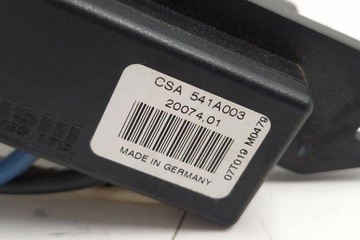 CSA 541A003
20074.01
MADE IN GERMANY
07T019 M0479